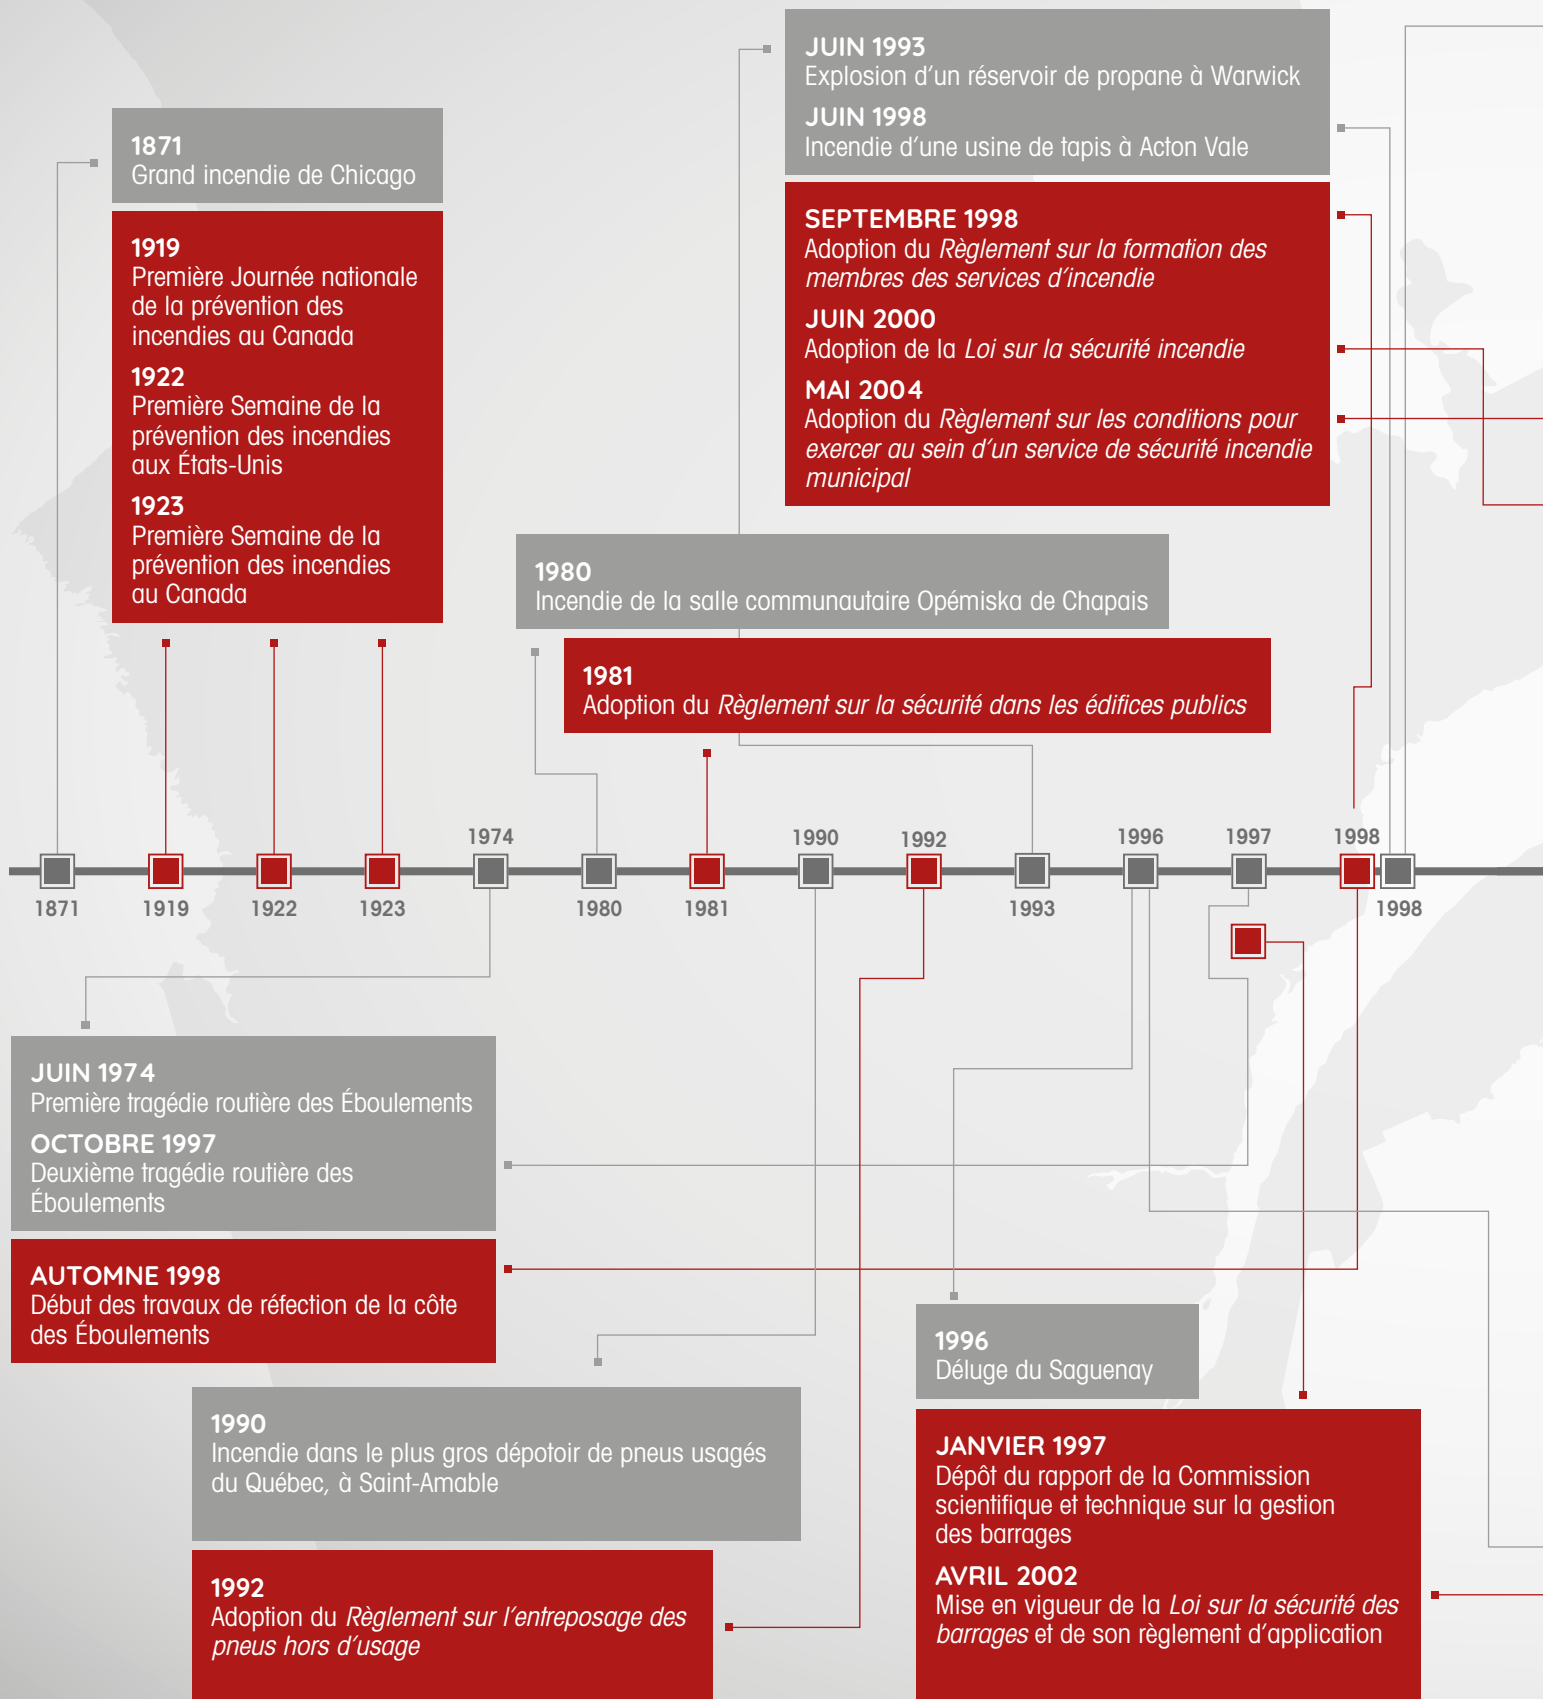 JUIN 1993
Explosion d’un réservoir de propane à Warwick
JUIN 1998
Incendie d’une usine de tapis à Acton Vale
1871
Grand incendie de Chicago
SEPTEMBRE 1998
Adoption du Règlement sur la formation des
membres des services d’incendie
JUIN 2000
Adoption de la Loi sur la sécurité incendie
MAI 2004
Adoption du Règlement sur les conditions pour
exercer au sein d’un service de sécurité incendie
municipal
1919
Première Journée nationale
de la prévention des
incendies au Canada
1922
Première Semaine de la
prévention des incendies
aux États-Unis
1923
Première Semaine de la
prévention des incendies
au Canada
1980
Incendie de la salle communautaire Opémiska de Chapais
1981
Adoption du Règlement sur la sécurité dans les édifices publics
1974
1990
1992
1996
1997
1998
1871
1919
1922
1923
1980
1981
1993
1998
JUIN 1974
Première tragédie routière des Éboulements
OCTOBRE 1997
Deuxième tragédie routière des
Éboulements
AUTOMNE 1998
Début des travaux de réfection de la côte
des Éboulements
1990
Incendie dans le plus gros dépotoir de pneus usagés
du Québec, à Saint-Amable
1992
Adoption du Règlement sur l’entreposage des
pneus hors d’usage
1996
Déluge du Saguenay
JANVIER 1997
Dépôt du rapport de la Commission
scientifique et technique sur la gestion
des barrages
AVRIL 2002
Mise en vigueur de la Loi sur la sécurité des
barrages et de son règlement d’application